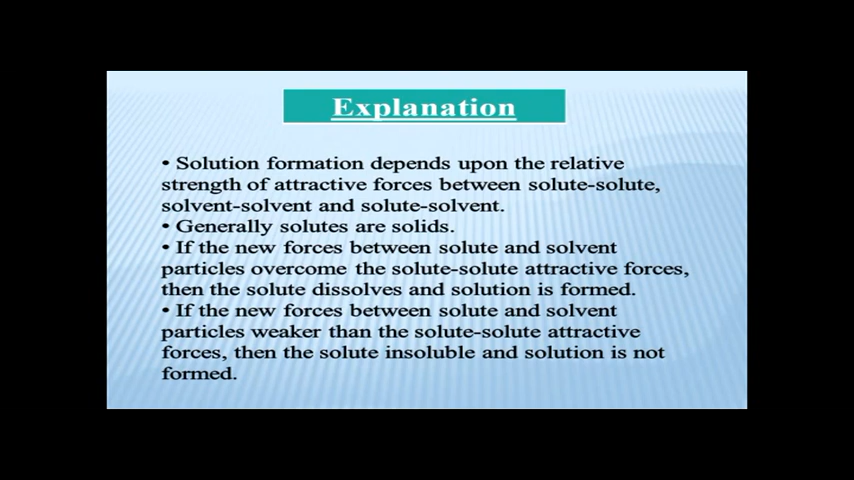 Explanation
• Solution formation depends upon the relative
strength of attractive forces between solute-solute,
solvent-solvent and solute-solvent.
• Generally solutes are solids.
• If the new forces between solute and solvent
particles overcome the solute-solute attractive forces,
then the solute dissolves and solution is formed.
• If the new forces between solute and solvent
particles weaker than the solute-solute attractive
forces, then the solute insoluble and solution is not
formed.